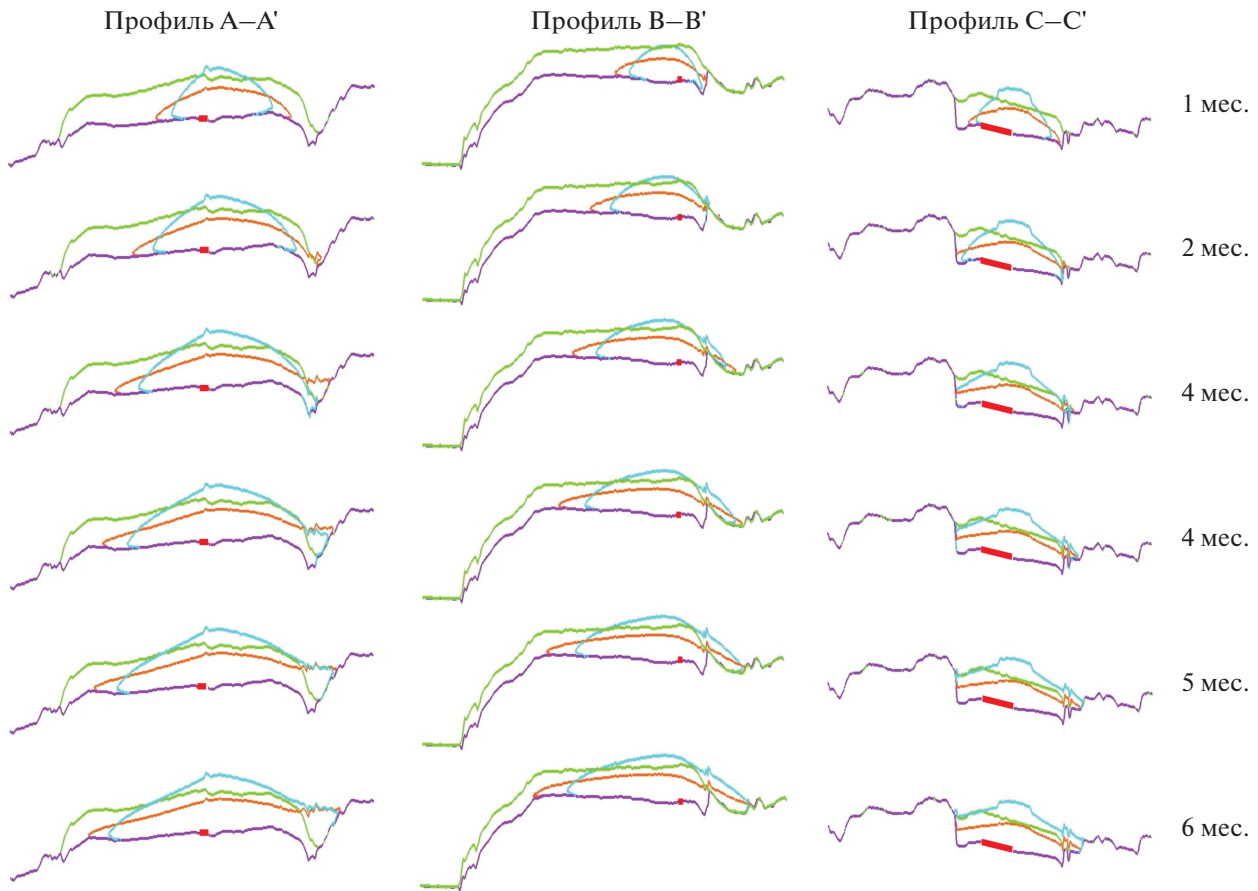 Профиль A–A'
Профиль B–B'
Профиль C–C'
1 мес.
2 мес.
4 мес.
4 мес.
5 мес.
6 мес.